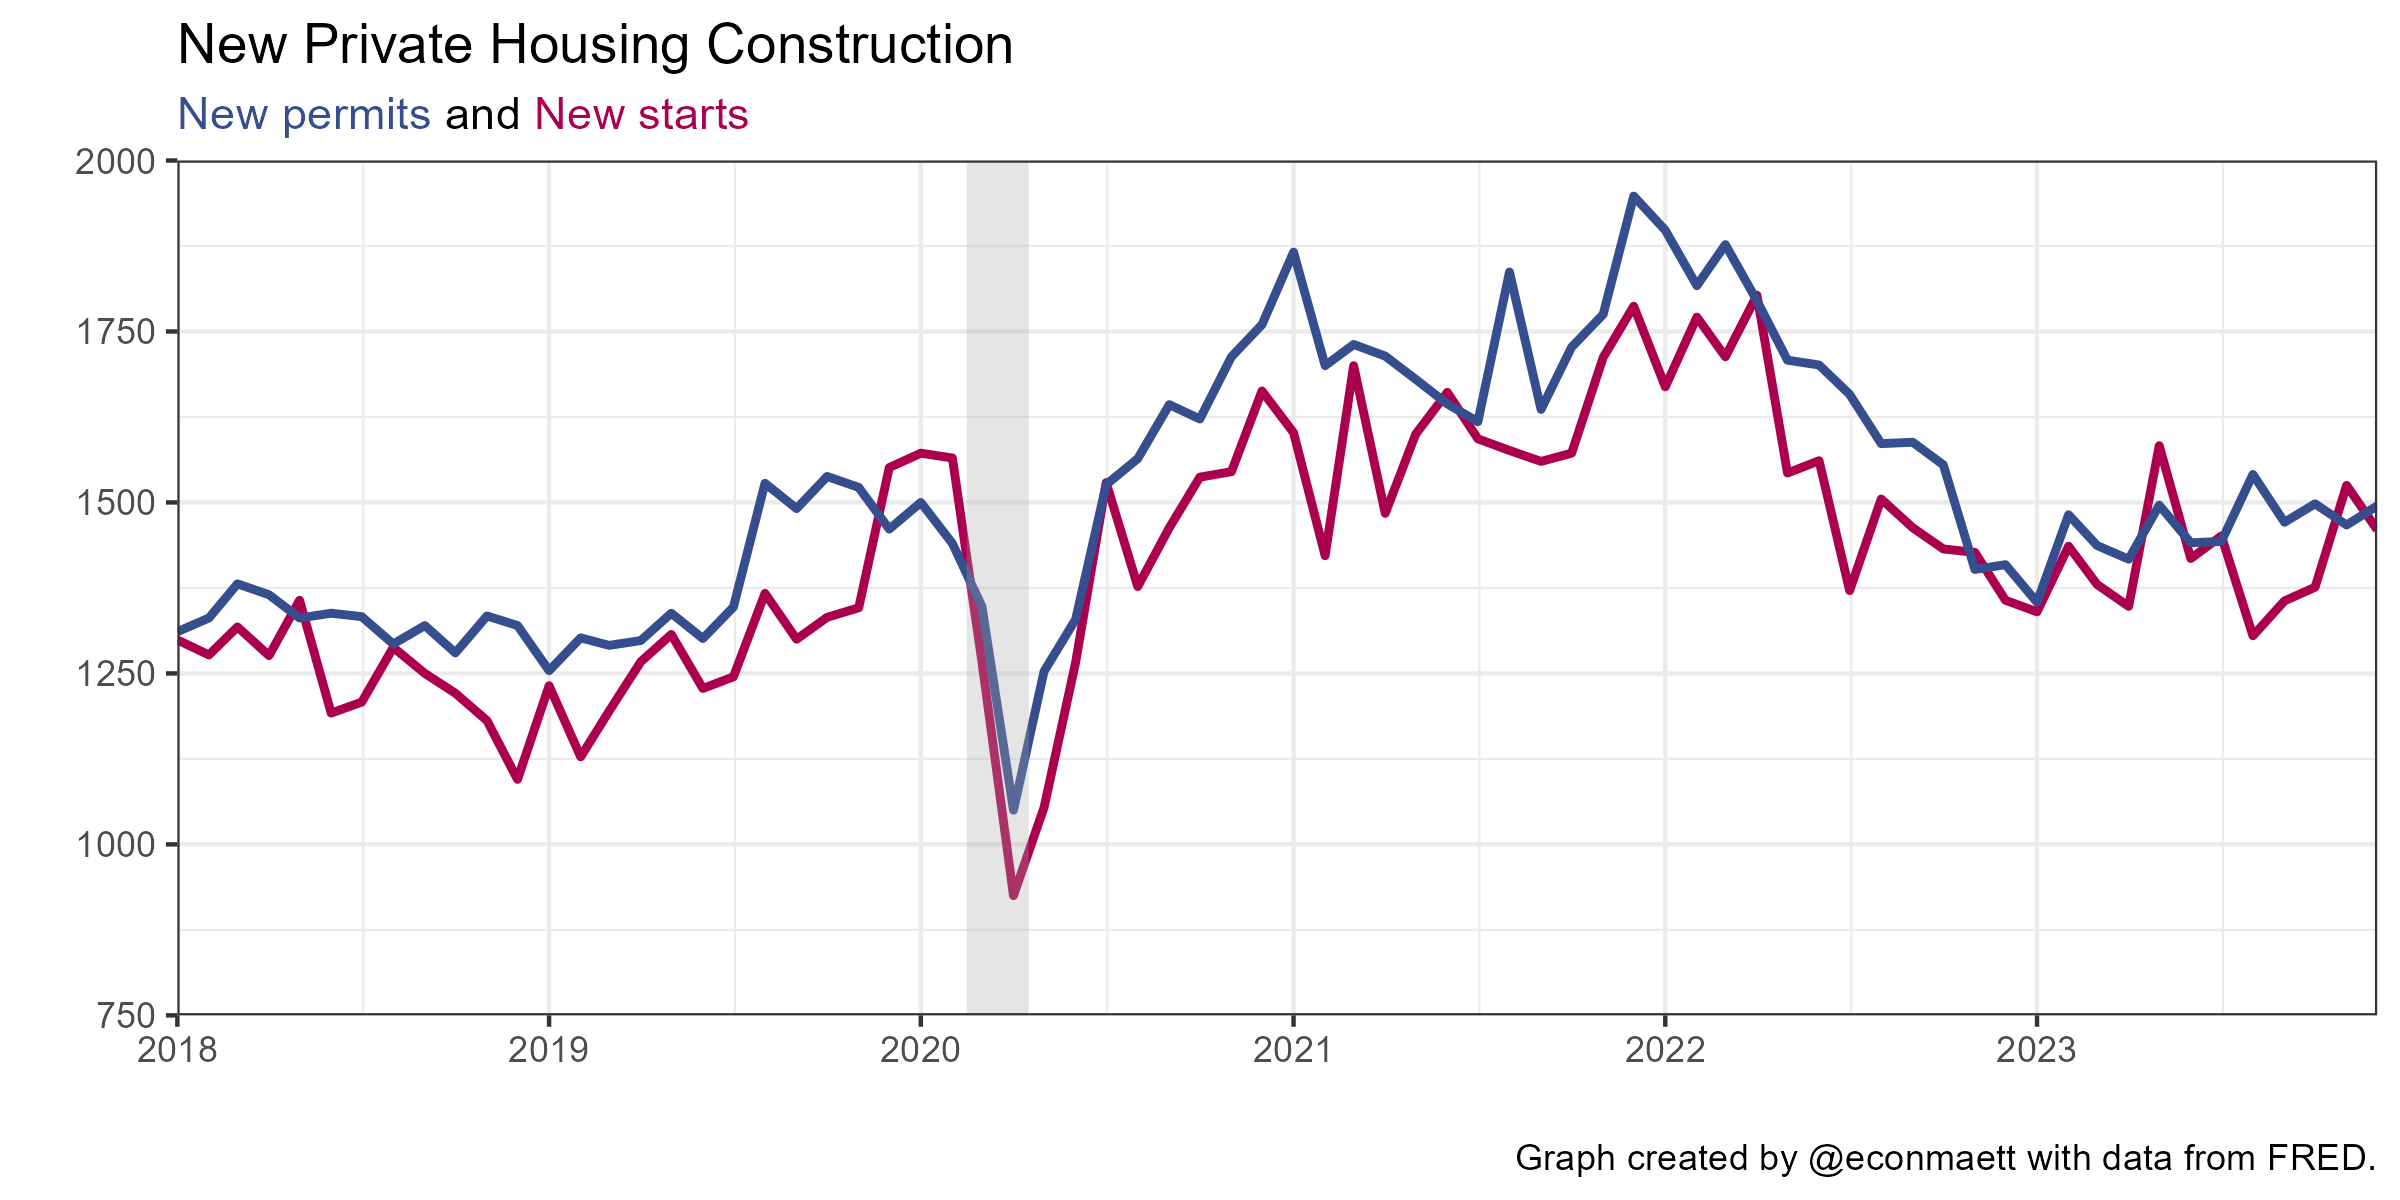 New Private Housing Construction
New permits and New starts
2000
1750
1500
1250
1000
750
2018 2019 2020 2021 2022 2023
Graph created by @econmaett with data from FRED.